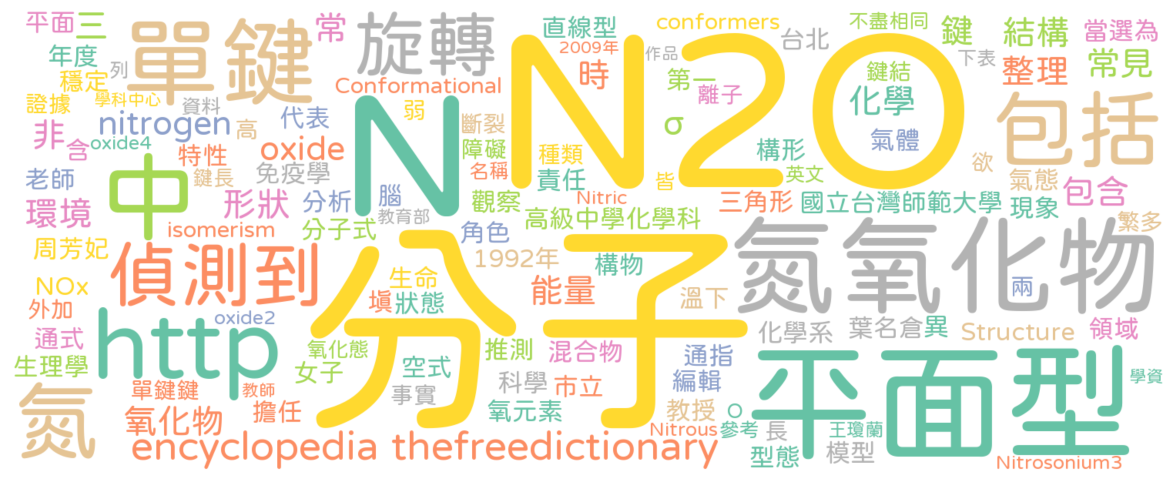 平面
三
單鍵
常
旋轉
直線型
N2O
conformers
不盡相同
鍵
結構
當選為
年度
列
2009年
作品
台北
下表
常見
穩定
Conformational
時
第一
鍵結
整理
證據
學科中心
資料
N
弱
離子
化學
包括
非
nitrogen
高
代表
斷裂
σ
氣體
含
oxide4
特性
oxide
障礙
種類
構形
欲
老師
中
鍵長
免疫學
名稱
責任
皆
英文
氣態
環境
形狀
分析
腦
觀察
Nitric
三角形
國立台灣師範大學
現象
包含
isomerism
分子式
教育部
高級中學化學科
繁多
周芳妃
偵測到
分子
角色
1992年
構物
氮氧化物
NOx
生命
能量
溫下
兩
外加
http
oxide2
塡
狀態
化學系
葉名倉
異
Structure
領域
通式
氧化態
空式
推測
混合物
通指
平面型
生理學
女子
事實
科學
市立
編輯
學資
氮
單鍵鍵
教師
氧元素
教授
O
參考
長
王瓊蘭
氧化物
擔任
Nitrous
型態
模型
encyclopedia
thefreedictionary
Nitrosonium3